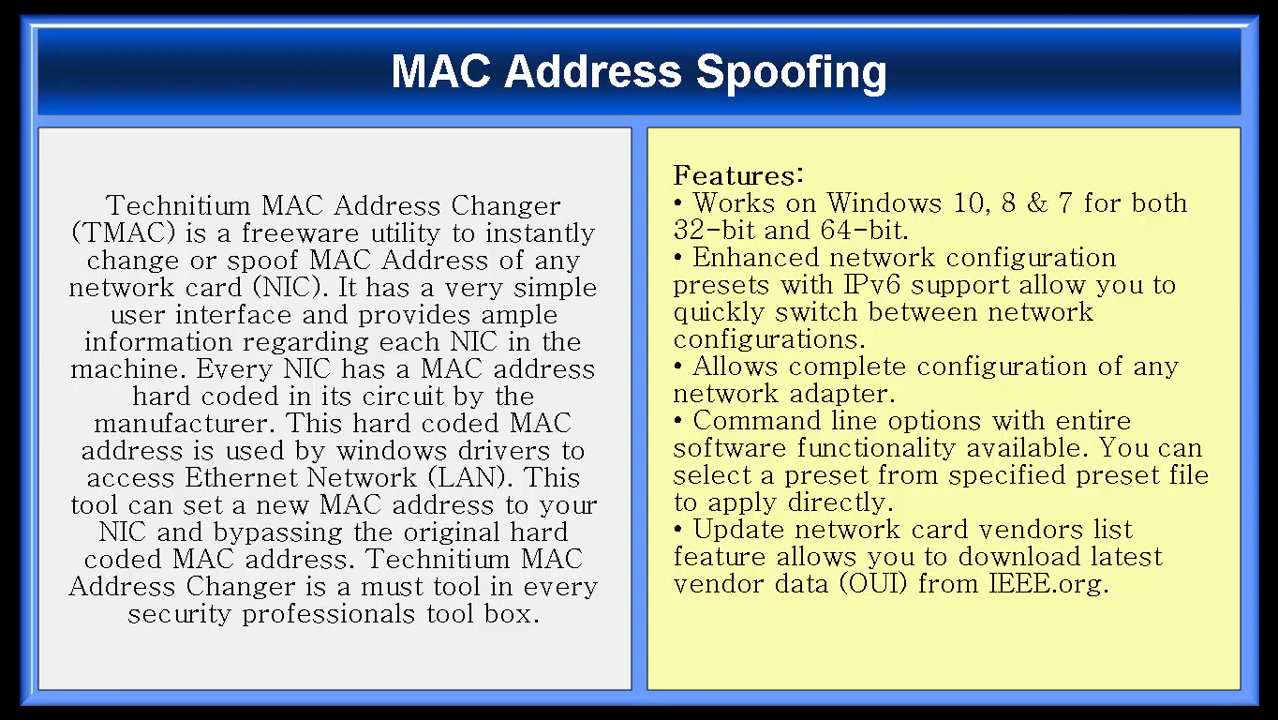 MAC Address Spoofing
Technitium MAC Address Changer
(TMAC) is a freeware utility to instantly
change or spoof MAC Address of any
network card (NIC). It has a very simple
user interface and provides ample
information regarding each NIC in the
machine. Every NIC has a MAC address
hard coded in its circuit by the
manufacturer. This hard coded MAC
address is used by windows drivers to
access Ethernet Network (LAN). This
tool can set a new MAC address to your
NIC and bypassing the original hard
coded MAC address. Technitium MAC
Address Changer is a must tool in every
security professionals tool box.
Features:
• Works on Windows 10, 8 & 7 for both
32-bit and 64-bit.
• Enhanced network configuration
presets with IPv6 support allow you to
quickly switch between network
configurations.
• Allows complete configuration of any
network adapter.
• Command line options with entire
software functionality available. You can
select a preset from specified preset file
to apply directly.
• Update network card vendors list
feature allows you to download latest
vendor data (OUI) from IEEE.org.